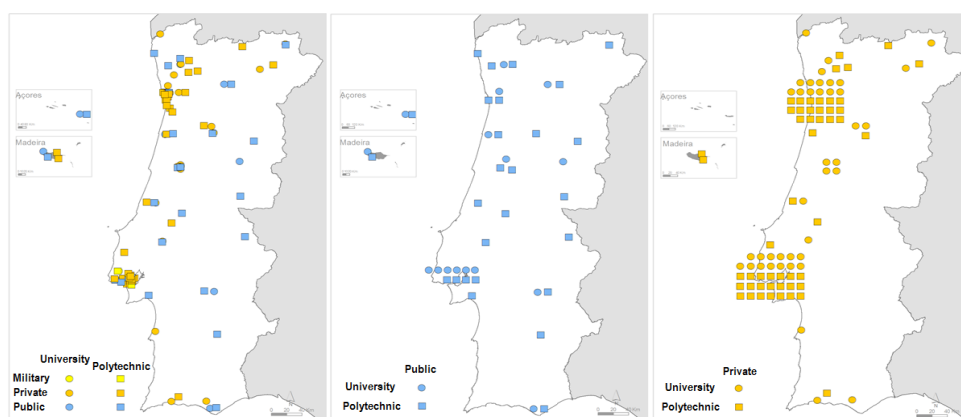 Açores
Madeira
University Polytechnic
Military
Private
Public
Açores
Madeira
Public
University
Polytechnic
Açores
Madeira
Private
University
Polytechnic